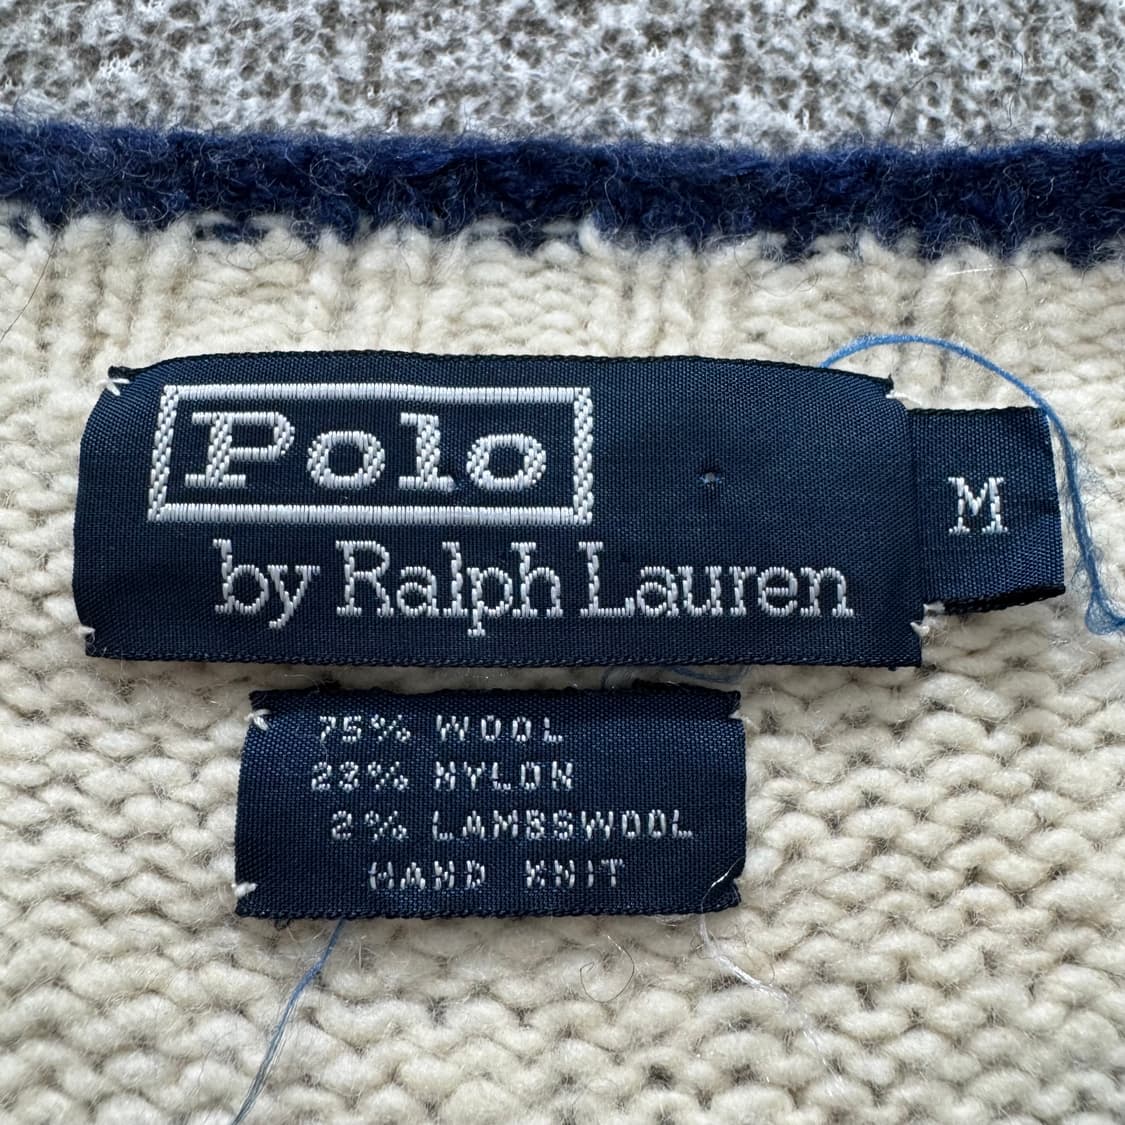 Polo
by Ralph Lauren
M
75% WOOL
23% NYLON
2% LAMBSWOOL
HAND KNIT